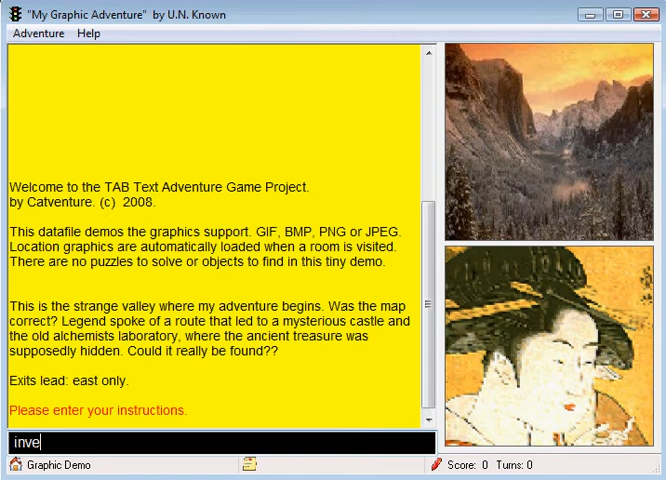 "My Graphic Adventure" by U.N. Known
Adventure Help
Welcome to the TAB Text Adventure Game Project.
by Catventure. (c) 2008.
This datafile demos the graphics support. GIF, BMP, PNG or JPEG.
Location graphics are automatically loaded when a room is visited.
There are no puzzles to solve or objects to find in this tiny demo.
This is the strange valley where my adventure begins. Was the map
correct? Legend spoke of a route that led to a mysterious castle and
the old alchemists laboratory, where the ancient treasure was
supposedly hidden. Could it really be found??
Exits lead: east only.
Please enter your instructions.
inve
Graphic Demo
Score: 0 Turns: 0